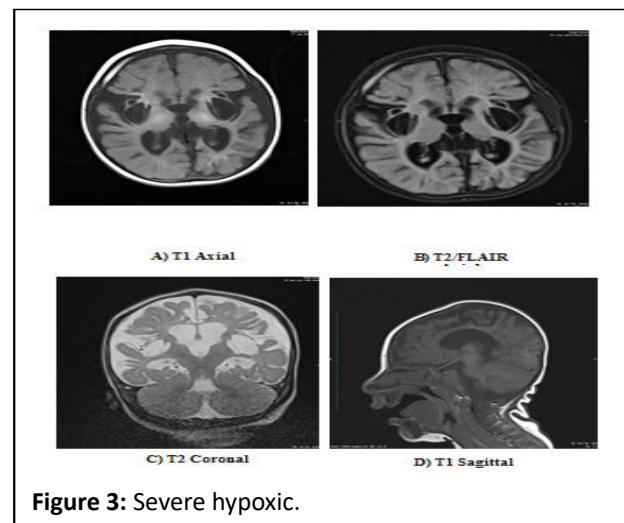 A) T1 Axial
B) T2/FLAIR
C) T2 Coronal
D) T1 Sagittal
Figure 3: Severe hypoxic.